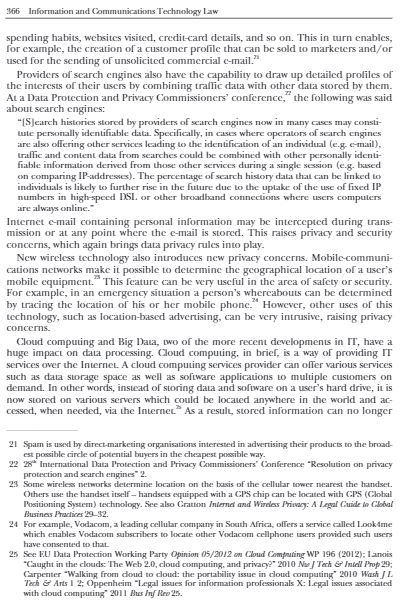 366 Information and Communications Technology Law
spending habits, websites visited, credit-card details, and so on. This in turn enables,
for example, the creation of a customer profile that can be sold to marketers and/or
used for the sending of unsolicited commercial e-mail.21
Providers of search engines also have the capability to draw up detailed profiles of
the interests of their users by combining traffic data with other data stored by them.
At a Data Protection and Privacy Commissioners' conference,22 the following was said
about search engines:
"[S]earch histories stored by providers of search engines now in many cases may consti-
tute personally identifiable data. Specifically, in cases where operators of search engines
are also offering other services leading to the identification of an individual (e.g. e-mail),
traffic and content data from searches could be combined with other personally identi-
fiable information derived from those other services during a single session (e.g. based
on comparing IP-addresses). The percentage of search history data that can be linked to
individuals is likely to further rise in the future due to the uptake of the use of fixed IP
numbers in high-speed DSL or other broadband connections where users computers
are always online."
Internet e-mail containing personal information may be intercepted during trans-
mission or at any point where the e-mail is stored. This raises privacy and security
concerns, which again brings data privacy rules into play.
New wireless technology also introduces new privacy concerns. Mobile-communi-
cations networks make it possible to determine the geographical location of a user's
mobile equipment.23 This feature can be very useful in the area of safety or security.
For example, in an emergency situation a person's whereabouts can be determined
by tracing the location of his or her mobile phone.24 However, other uses of this
technology, such as location-based advertising, can be very intrusive, raising privacy
concerns.
Cloud computing and Big Data, two of the more recent developments in IT, have a
huge impact on data processing. Cloud computing, in brief, is a way of providing IT
services over the Internet. A cloud computing services provider can offer various services
such as data storage space as well as software applications to multiple customers on
demand. In other words, instead of storing data and software on a user's hard drive, it is
now stored on various servers which could be located anywhere in the world and ac-
cessed, when needed, via the Internet.25 As a result, stored information can no longer
21 Spam is used by direct-marketing organisations interested in advertising their products to the broad-
est possible circle of potential buyers in the cheapest possible way.
22 28th International Data Protection and Privacy Commissioners' Conference "Resolution on privacy
protection and search engines" 2.
23 Some wireless networks determine location on the basis of the cellular tower nearest the handset.
Others use the handset itself – handsets equipped with a GPS chip can be located with GPS (Global
Positioning System) technology. See also Gratton Internet and Wireless Privacy: A Legal Guide to Global
Business Practices 29–32.
24 For example, Vodacom, a leading cellular company in South Africa, offers a service called Look4me
which enables Vodacom subscribers to locate other Vodacom cellphone users provided such users
have consented to that.
25 See EU Data Protection Working Party Opinion 05/2012 on Cloud Computing WP 196 (2012); Lanois
"Caught in the clouds: The Web 2.0, cloud computing, and privacy?" 2010 Nw J Tech & Intell Prop 29;
Carpenter "Walking from cloud to cloud: the portability issue in cloud computing" 2010 Wash J L
Tech & Arts 1 2; Oppenheim "Legal issues for information professionals X: Legal issues associated
with cloud computing" 2011 Bus Inf Rev 25.